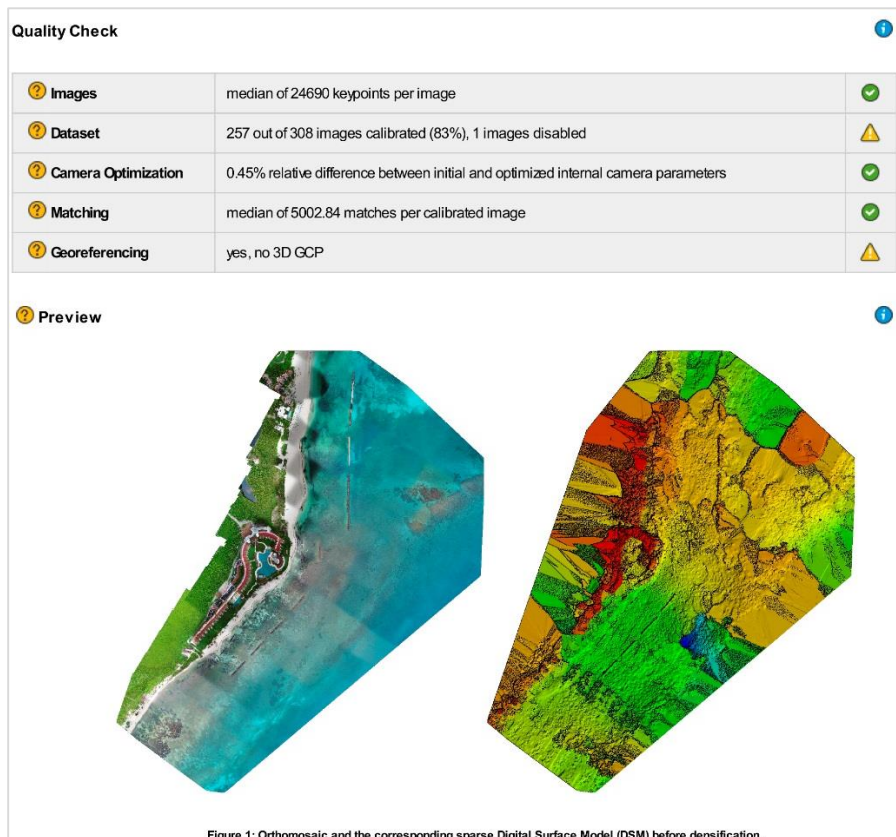 Quality Check
Images median of 24690 keypoints per image
Dataset 257 out of 308 images calibrated (83%), 1 images disabled
Camera Optimization 0.45% relative difference between initial and optimized internal camera parameters
Matching median of 5002.84 matches per calibrated image
Georeferencing yes, no 3D GCP
Preview
Figure 1: Orthomosaic and the corresponding sparse Digital Surface Model (DSM) before densification.